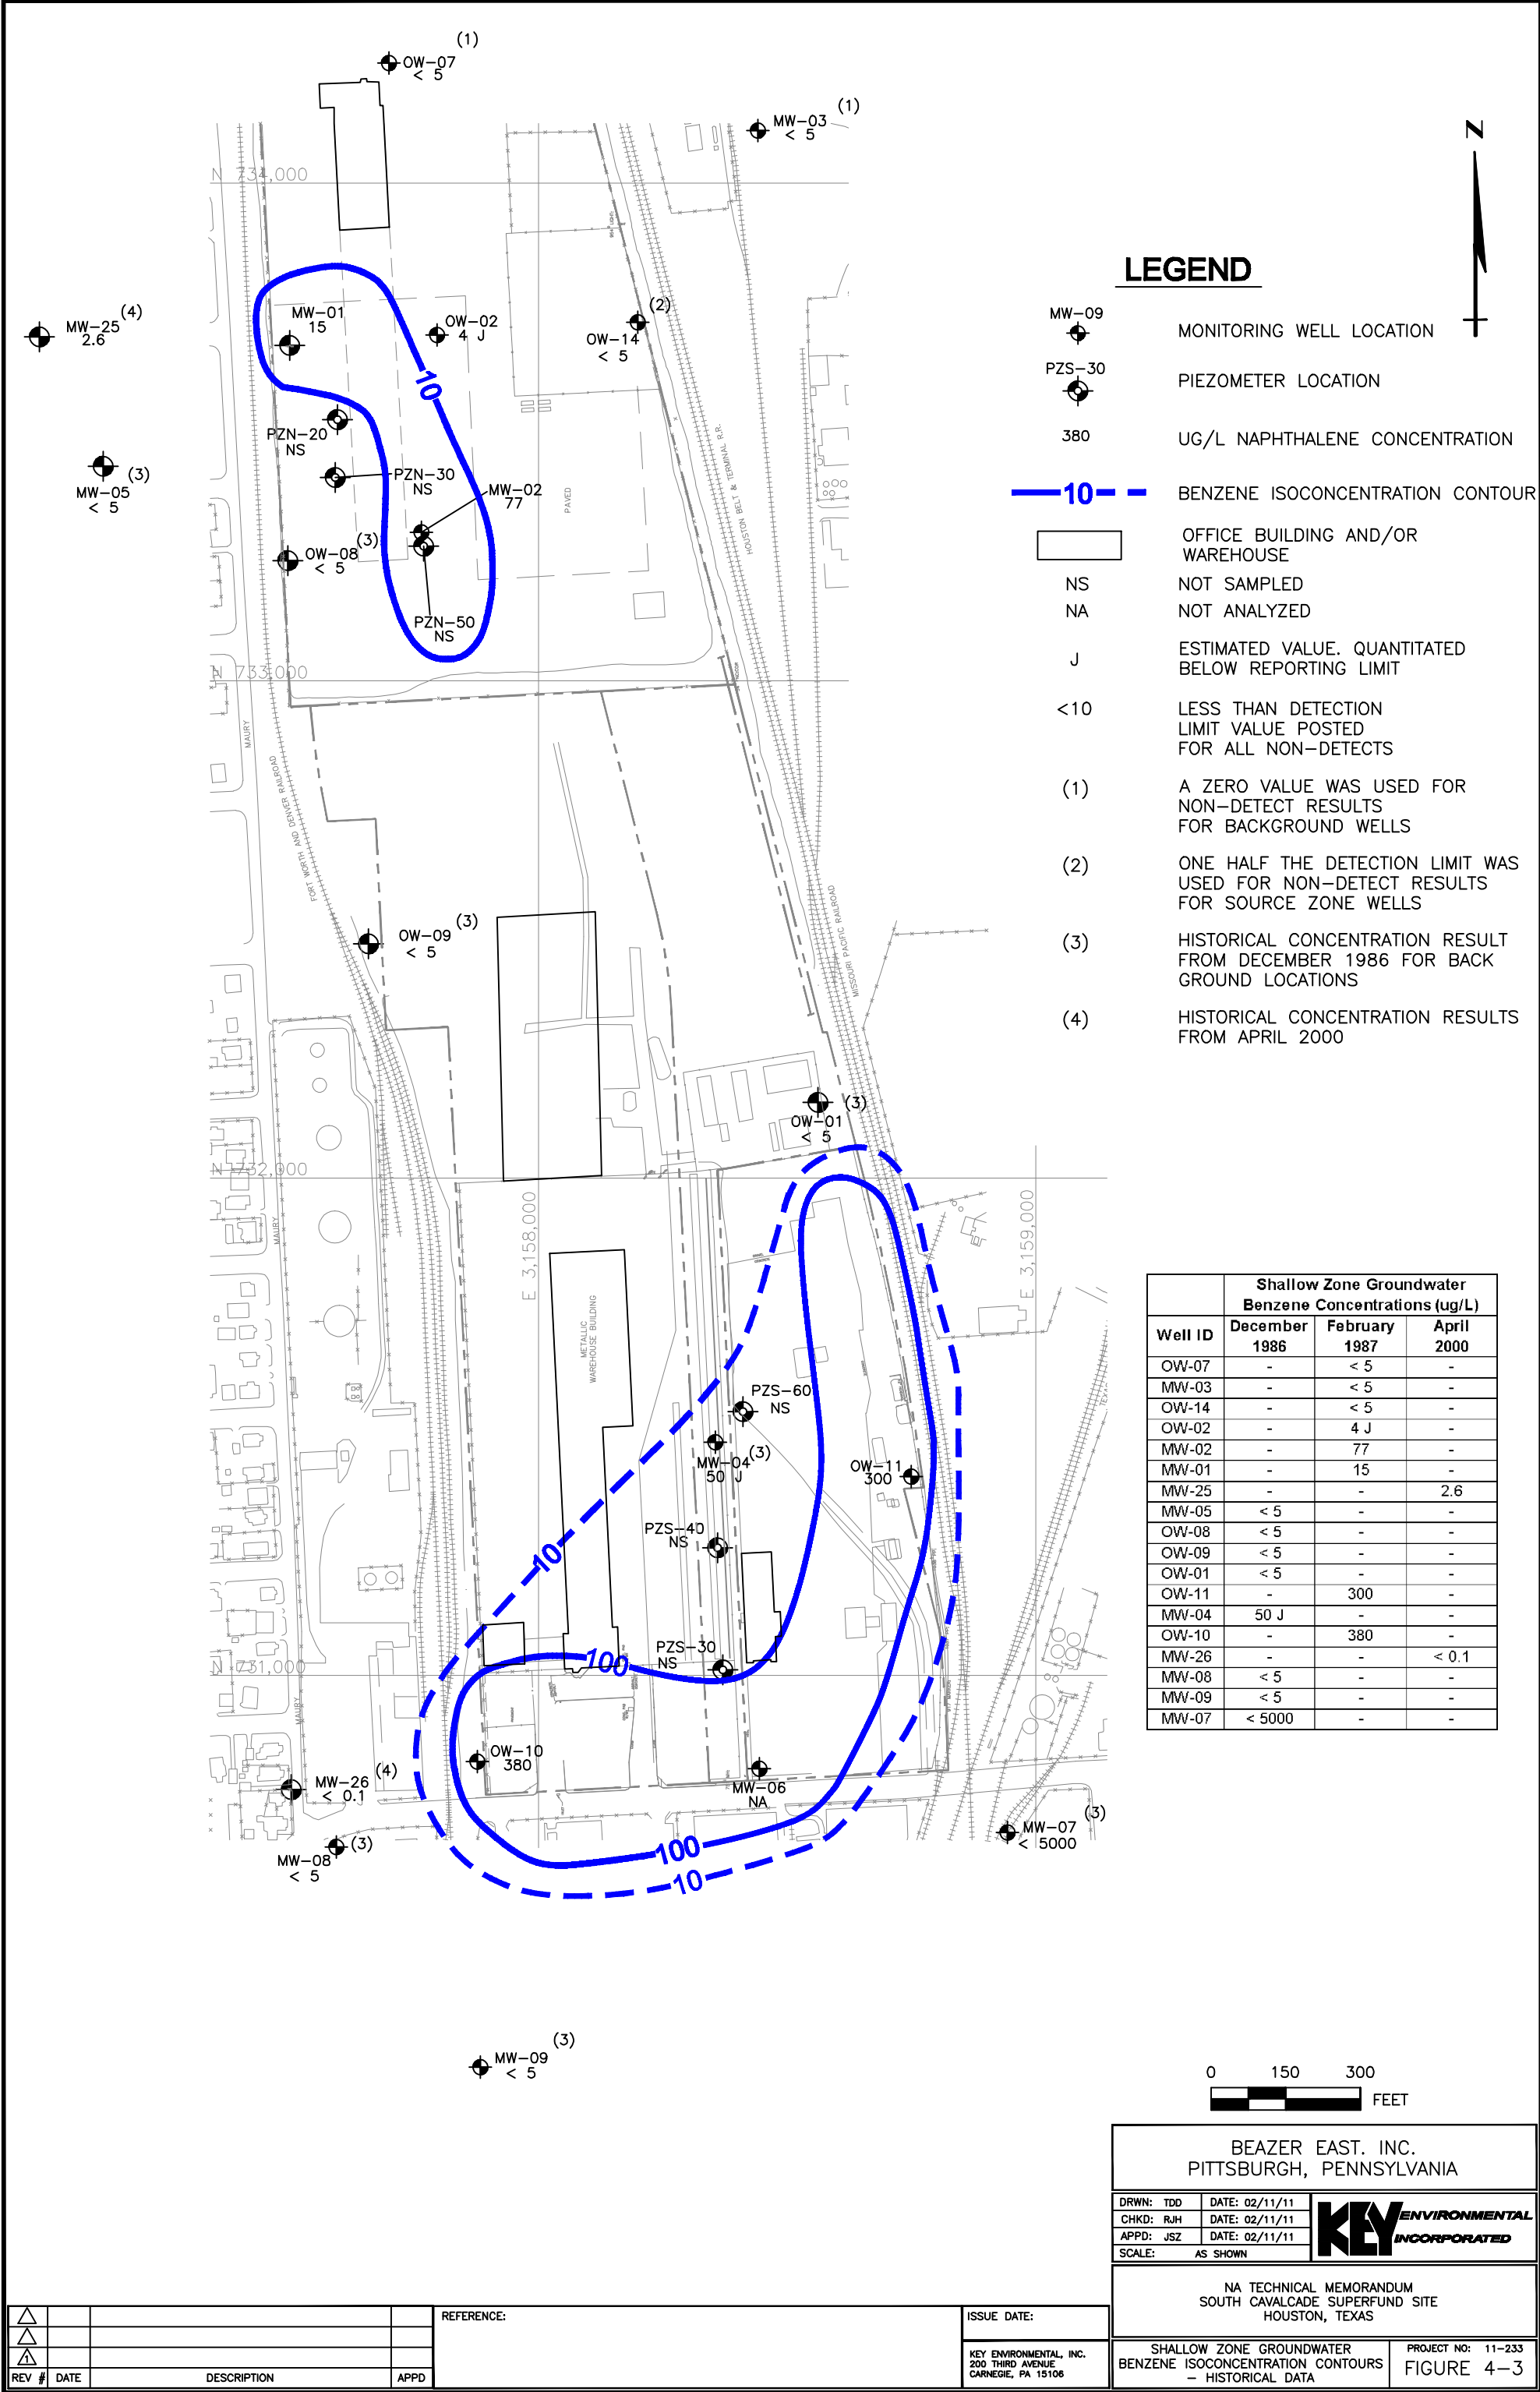 (1)
OW-07
< 5
(1)
MW-03
< 5
N
N 734,000
LEGEND
MW-09
MONITORING WELL LOCATION
PZS-30
PIEZOMETER LOCATION
380
UG/L NAPHTHALENE CONCENTRATION
10
BENZENE ISOCONCENTRATION CONTOUR
OFFICE BUILDING AND/OR
WAREHOUSE
NS
NOT SAMPLED
NA
NOT ANALYZED
J
ESTIMATED VALUE. QUANTITATED
BELOW REPORTING LIMIT
<10
LESS THAN DETECTION
LIMIT VALUE POSTED
FOR ALL NON-DETECTS
(1)
A ZERO VALUE WAS USED FOR
NON-DETECT RESULTS
FOR BACKGROUND WELLS
(2)
ONE HALF THE DETECTION LIMIT WAS
USED FOR NON-DETECT RESULTS
FOR SOURCE ZONE WELLS
(3)
HISTORICAL CONCENTRATION RESULT
FROM DECEMBER 1986 FOR BACK
GROUND LOCATIONS
(4)
HISTORICAL CONCENTRATION RESULTS
FROM APRIL 2000
MW-25 (4)
2.6
MW-01
15
OW-02
4 J
(2)
OW-14
< 5
10
PZN-20
NS
(3)
MW-05
< 5
PZN-30
NS
MW-02
77
PAVED
HOUSTON BELT & TERMINAL R.R.
OW-08 (3)
< 5
PZN-50
NS
N 733,000
MAURY
FORT WORTH AND DENVER RAILROAD
OW-09 (3)
< 5
MISSOURI PACIFIC RAILROAD
(3)
OW-01
< 5
N 732,000
MAURY
E 3,158,000
E 3,159,000
METALLIC
WAREHOUSE BUILDING
PZS-60
NS
MW-04 (3)
50 J
OW-11
300
PZS-40
NS
10
PZS-30
NS
100
N 731,000
MAURY
OW-10
380
MW-26 (4)
< 0.1
MW-06
NA
(3)
MW-08
< 5
MW-07 (3)
< 5000
100
10
MW-09 (3)
< 5
Shallow Zone Groundwater
Benzene Concentrations (ug/L)
Well ID December 1986 February 1987 April 2000
OW-07 - < 5 -
MW-03 - < 5 -
OW-14 - < 5 -
OW-02 - 4 J -
MW-02 - 77 -
MW-01 - 15 -
MW-25 - - 2.6
MW-05 < 5 - -
OW-08 < 5 - -
OW-09 < 5 - -
OW-01 < 5 - -
OW-11 - 300 -
MW-04 50 J - -
OW-10 - 380 -
MW-26 - - < 0.1
MW-08 < 5 - -
MW-09 < 5 - -
MW-07 < 5000 - -
0 150 300
FEET
BEAZER EAST. INC.
PITTSBURGH, PENNSYLVANIA
DRWN: TDD DATE: 02/11/11
CHKD: RJH DATE: 02/11/11
APPD: JSZ DATE: 02/11/11
SCALE: AS SHOWN
KEY ENVIRONMENTAL
INCORPORATED
NA TECHNICAL MEMORANDUM
SOUTH CAVALCADE SUPERFUND SITE
HOUSTON, TEXAS
SHALLOW ZONE GROUNDWATER
BENZENE ISOCONCENTRATION CONTOURS
- HISTORICAL DATA
PROJECT NO: 11-233
FIGURE 4-3
REFERENCE:
ISSUE DATE:
KEY ENVIRONMENTAL, INC.
200 THIRD AVENUE
CARNEGIE, PA 15106
1
REV # DATE DESCRIPTION APPD